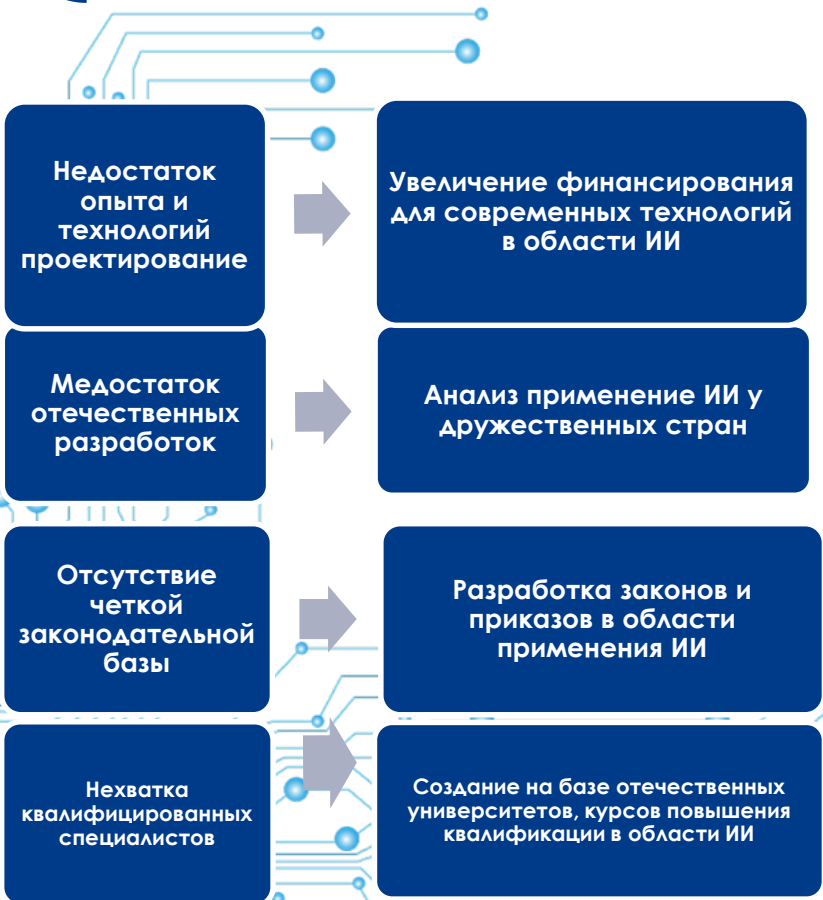 Недостаток
опыта и
технологий
проектирование
Увеличение финансирования
для современных технологий
в области ИИ
Медостаток
отечественных
разработок
Анализ применение ИИ у
дружественных стран
Отсутствие
четкой
законодательной
базы
Разработка законов и
приказов в области
применения ИИ
Нехватка
квалифицированных
специалистов
Создание на базе отечественных
университетов, курсов повышения
квалификации в области ИИ